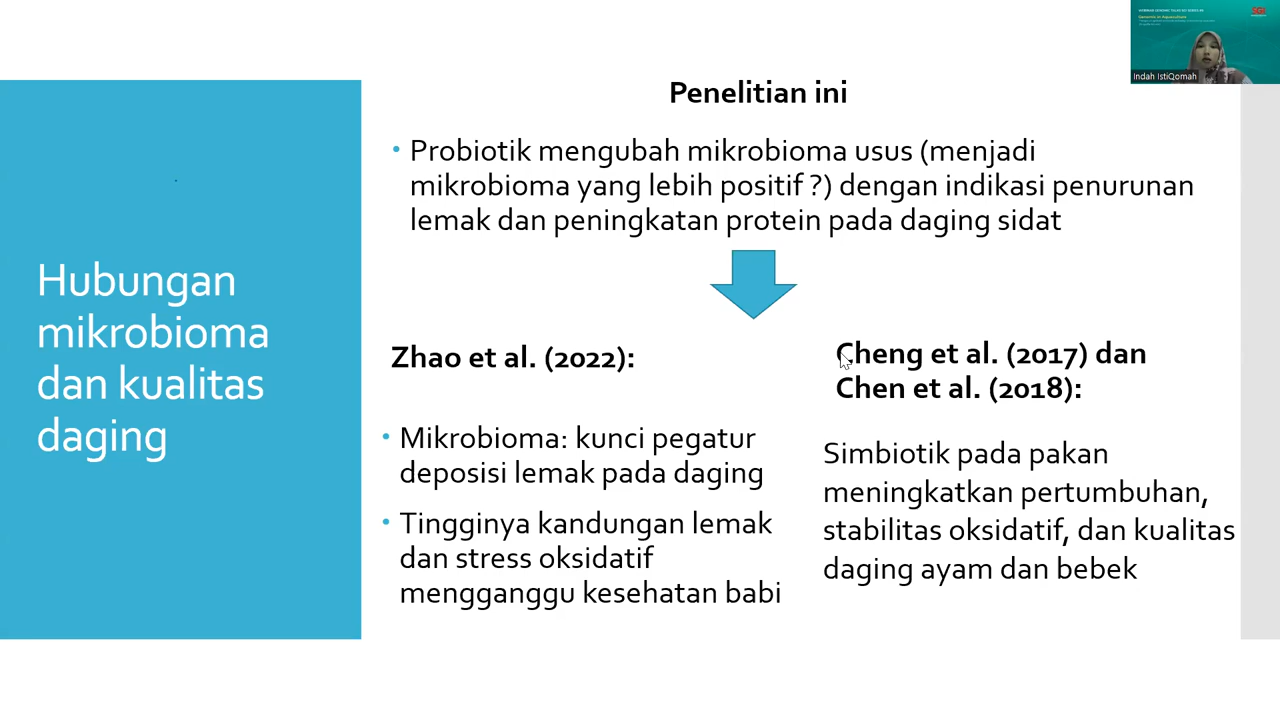 Hubungan
mikrobioma
dan kualitas
daging
Penelitian ini
• Probiotik mengubah mikrobioma usus (menjadi
mikrobioma yang lebih positif ?) dengan indikasi penurunan
lemak dan peningkatan protein pada daging sidat
Zhao et al. (2022):
• Mikrobioma: kunci pegatur
deposisi lemak pada daging
• Tingginya kandungan lemak
dan stress oksidatif
mengganggu kesehatan babi
Cheng et al. (2017) dan
Chen et al. (2018):
Simbiotik pada pakan
meningkatkan pertumbuhan,
stabilitas oksidatif, dan kualitas
daging ayam dan bebek
Indah IstiQomah